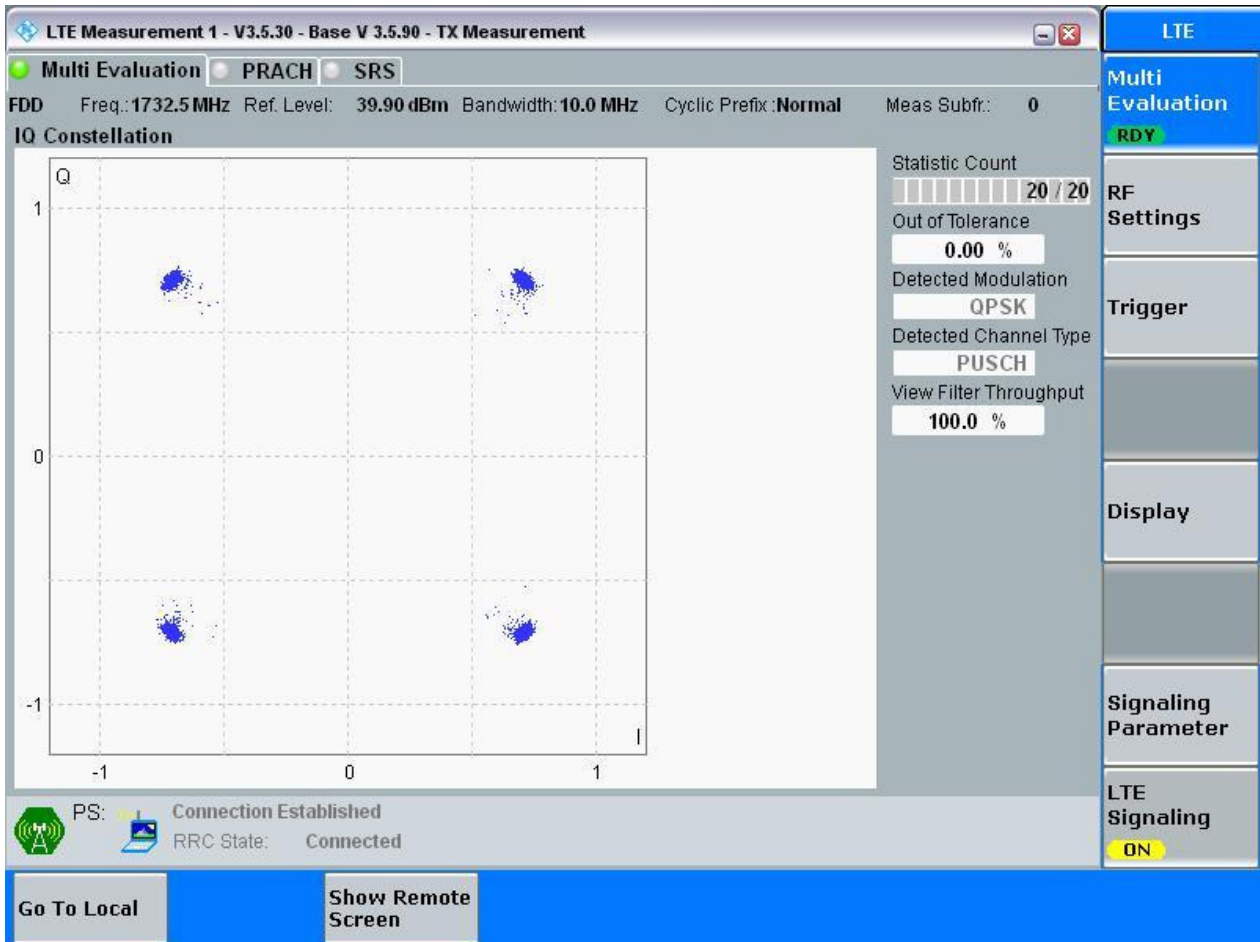 LTE Measurement 1 - V3.5.30 - Base V 3.5.90 - TX Measurement
LTE
Multi Evaluation PRACH SRS
FDD Freq.: 1732.5 MHz Ref. Level: 39.90 dBm Bandwidth: 10.0 MHz Cyclic Prefix : Normal Meas Subfr.: 0
IQ Constellation
Q
1
0
-1
I
-1 0 1
Statistic Count
20 / 20
Out of Tolerance
0.00 %
Detected Modulation
QPSK
Detected Channel Type
PUSCH
View Filter Throughput
100.0 %
Multi
Evaluation
RDY
RF
Settings
Trigger
Display
Signaling
Parameter
LTE
Signaling
ON
PS: Connection Established
RRC State: Connected
Go To Local
Show Remote
Screen